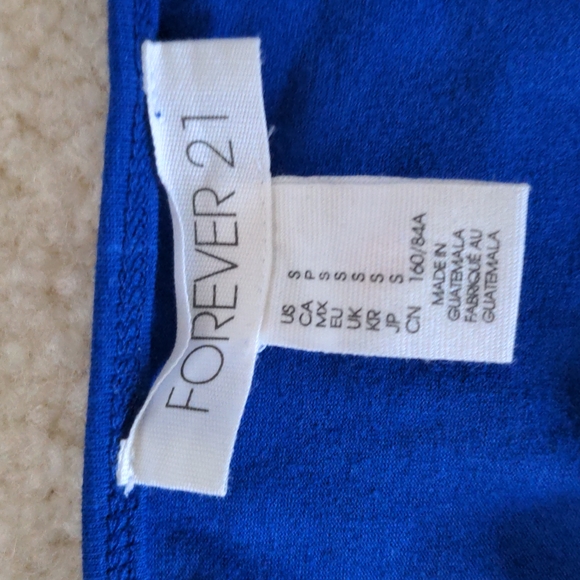 FOREVER 21
US S
CA P
MX S
EU S
UK S
KR S
JP S
CN 160/84A
MADE IN
GUATEMALA
FABRIQUÉ AU
GUATEMALA